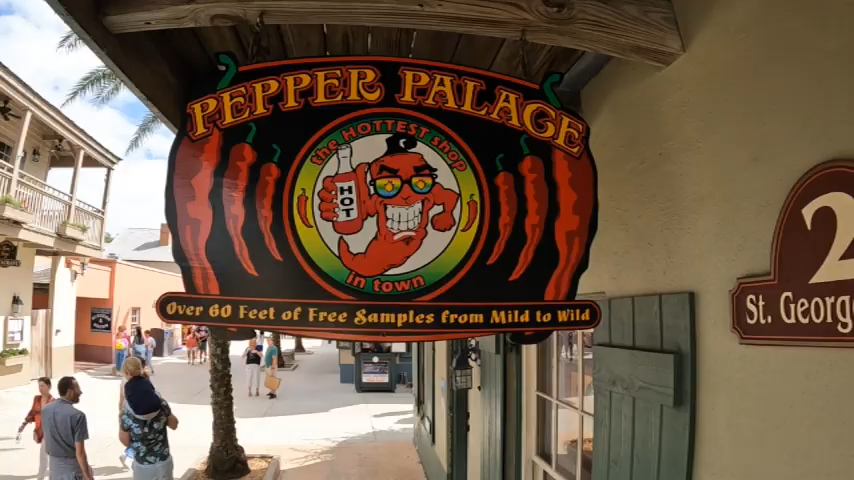 PEPPER PALACE
the HOTTEST shop
HOT
in town
Over 60 Feet of Free Samples from Mild to Wild
2
St. George